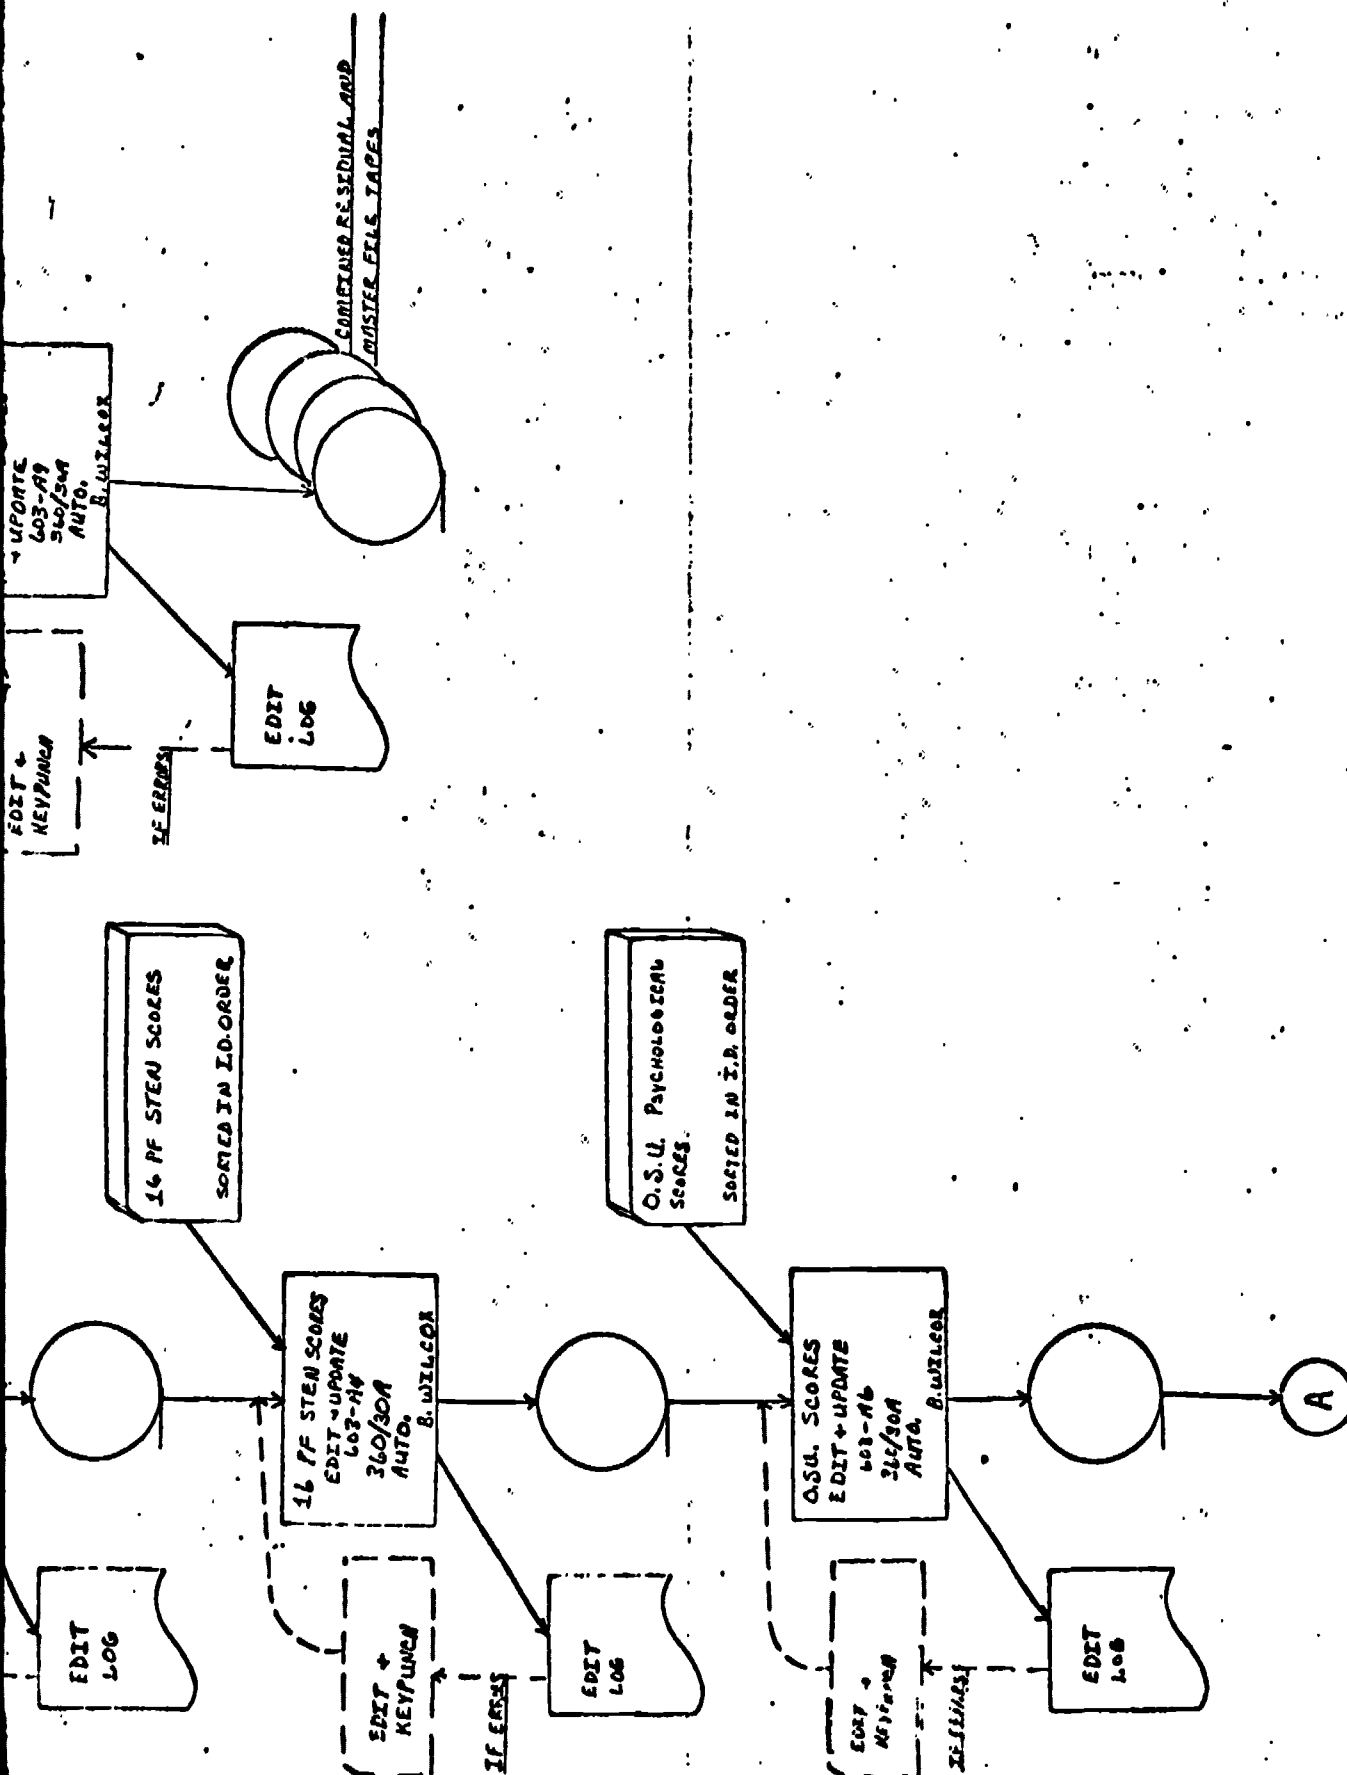 + UPDATE
603-A9
360/30A
AUTO.
B. WILCOX
COMBINED RESIDUAL AND
MASTER FILE TAPES
EDIT +
KEYPUNCH
IF ERRORS
EDIT
LOG
16 PF STEN SCORES
SORTED IN I.D. ORDER
16 PF STEN SCORES
EDIT + UPDATE
603-A4
360/30A
AUTO.
B. WILCOX
EDIT
LOG
EDIT +
KEYPUNCH
IF ERRORS
EDIT
LOG
O.S.U. PSYCHOLOGICAL
SCORES.
SORTED IN I.D. ORDER
O.S.U. SCORES
EDIT + UPDATE
603-A6
360/30A
AUTO.
B. WILCOX
EDIT +
KEYPUNCH
IF ERRORS
EDIT
LOG
A